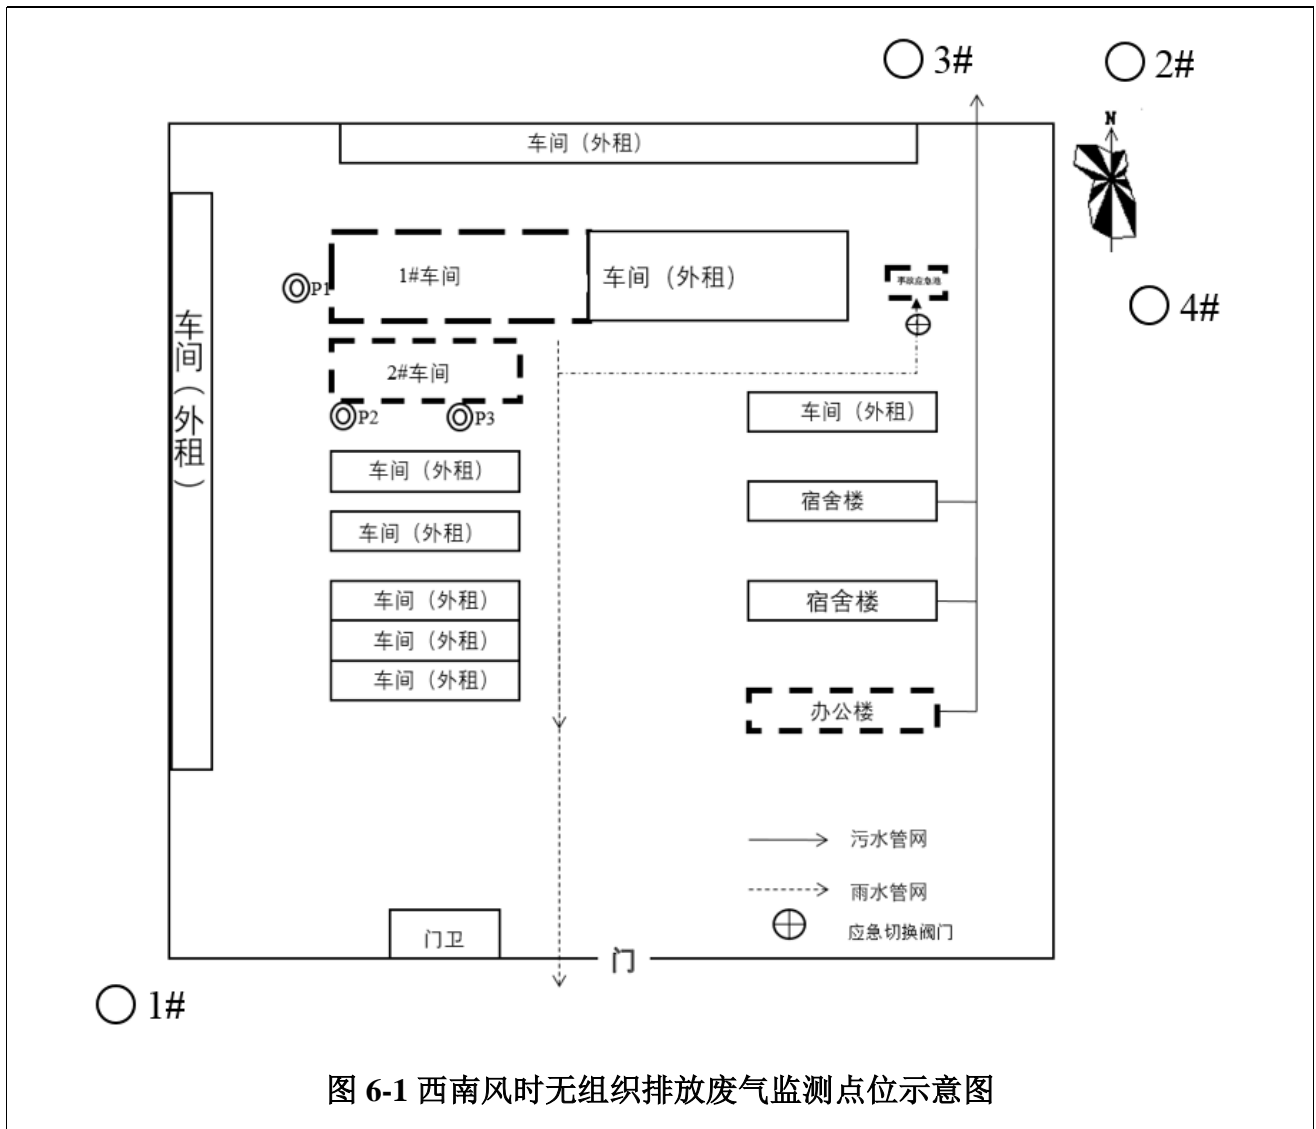 3#
2#
N
车间（外租）
1#车间
车间（外租）
事故应急池
P1
4#
车间（外租）
2#车间
P2
P3
车间（外租）
车间（外租）
宿舍楼
车间（外租）
车间（外租）
宿舍楼
车间（外租）
车间（外租）
办公楼
污水管网
雨水管网
应急切换阀门
门卫
门
1#
图 6-1 西南风时无组织排放废气监测点位示意图